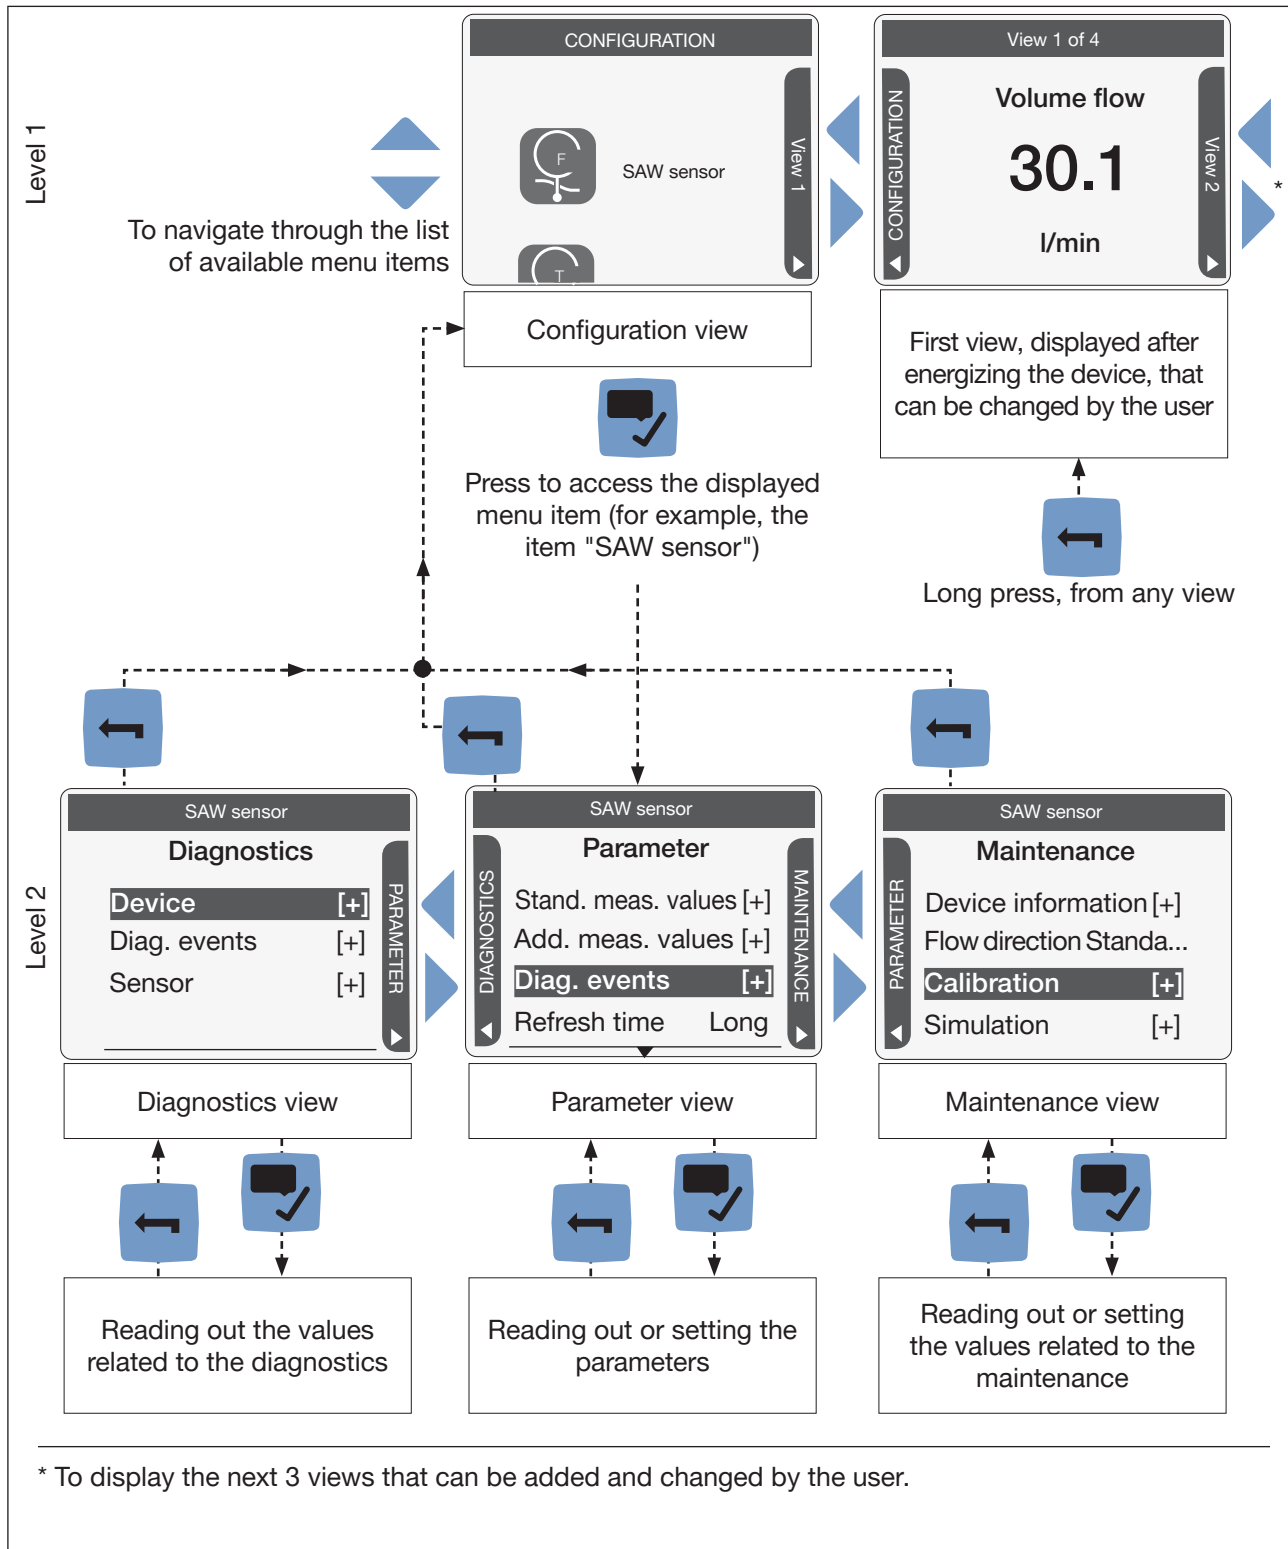 Level 1
CONFIGURATION
F
SAW sensor
T
View 1
To navigate through the list
of available menu items
View 1 of 4
CONFIGURATION
Volume flow
30.1
l/min
View 2
*
Configuration view
First view, displayed after
energizing the device, that
can be changed by the user
Press to access the displayed
menu item (for example, the
item "SAW sensor")
Long press, from any view
Level 2
SAW sensor
Diagnostics
Device [+]
Diag. events [+]
Sensor [+]
PARAMETER
SAW sensor
DIAGNOSTICS
Parameter
Stand. meas. values [+]
Add. meas. values [+]
Diag. events [+]
Refresh time Long
MAINTENANCE
SAW sensor
PARAMETER
Maintenance
Device information [+]
Flow direction Standa...
Calibration [+]
Simulation [+]
Diagnostics view
Parameter view
Maintenance view
Reading out the values
related to the diagnostics
Reading out or setting the
parameters
Reading out or setting
the values related to the
maintenance
* To display the next 3 views that can be added and changed by the user.